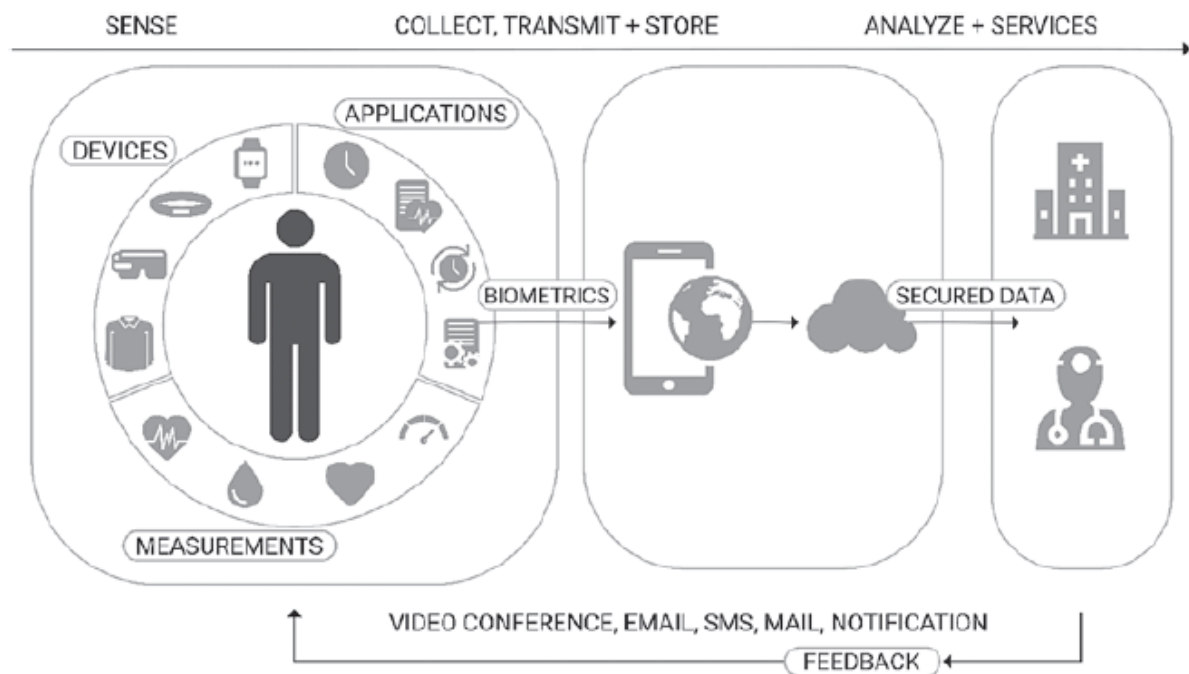 SENSE
COLLECT, TRANSMIT + STORE
ANALYZE + SERVICES
APPLICATIONS
DEVICES
BIOMETRICS
SECURED DATA
MEASUREMENTS
VIDEO CONFERENCE, EMAIL, SMS, MAIL, NOTIFICATION
FEEDBACK